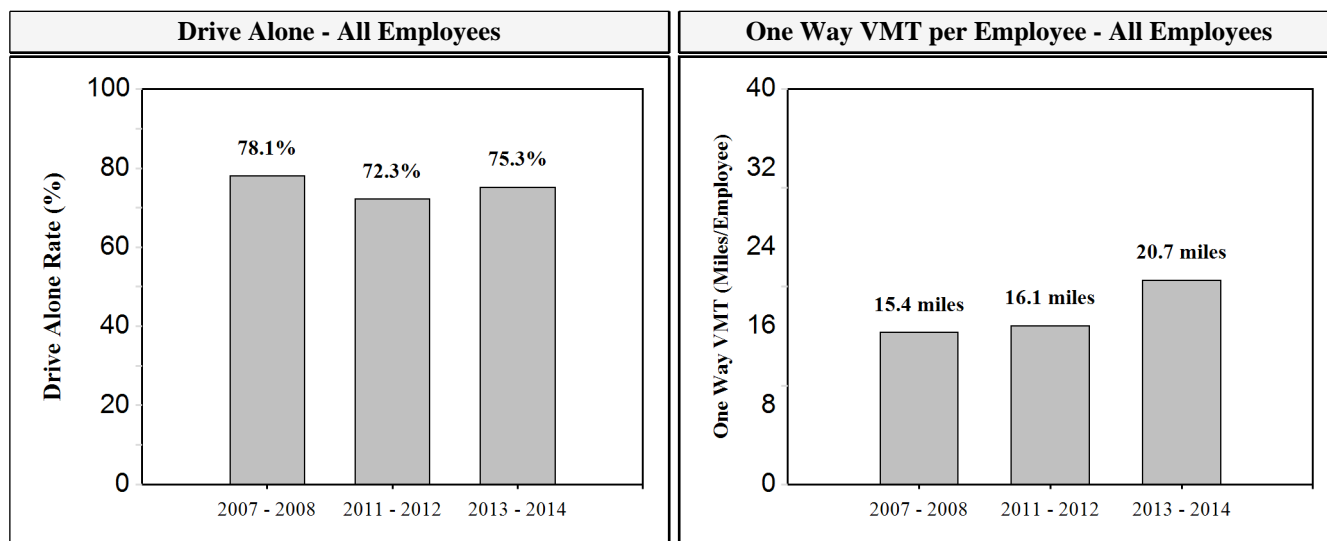 Drive Alone - All Employees
100
80
60
40
20
0
Drive Alone Rate (%)
78.1%
72.3%
75.3%
2007 - 2008
2011 - 2012
2013 - 2014
One Way VMT per Employee - All Employees
40
32
24
16
8
0
One Way VMT (Miles/Employee)
15.4 miles
16.1 miles
20.7 miles
2007 - 2008
2011 - 2012
2013 - 2014